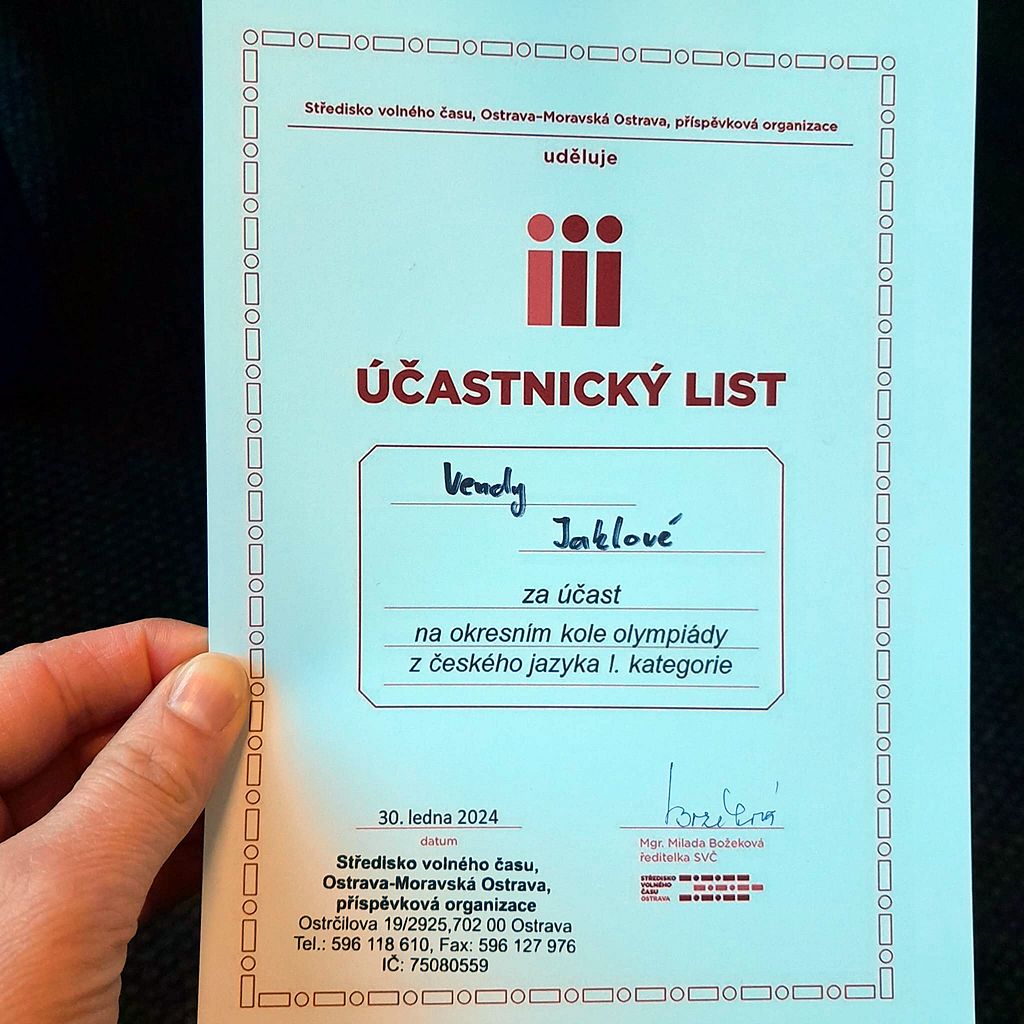 Středisko volného času, Ostrava–Moravská Ostrava, příspěvková organizace
uděluje
ÚČASTNICKÝ LIST
Vendy
Jaklové
za účast
na okresním kole olympiády
z českého jazyka I. kategorie
30. ledna 2024
datum
Středisko volného času,
Ostrava-Moravská Ostrava,
příspěvková organizace
Ostrčilova 19/2925,702 00 Ostrava
Tel.: 596 118 610, Fax: 596 127 976
IČ: 75080559
Mgr. Milada Božeková
ředitelka SVČ
STŘEDISKO
VOLNÉHO
ČASU
OSTRAVA